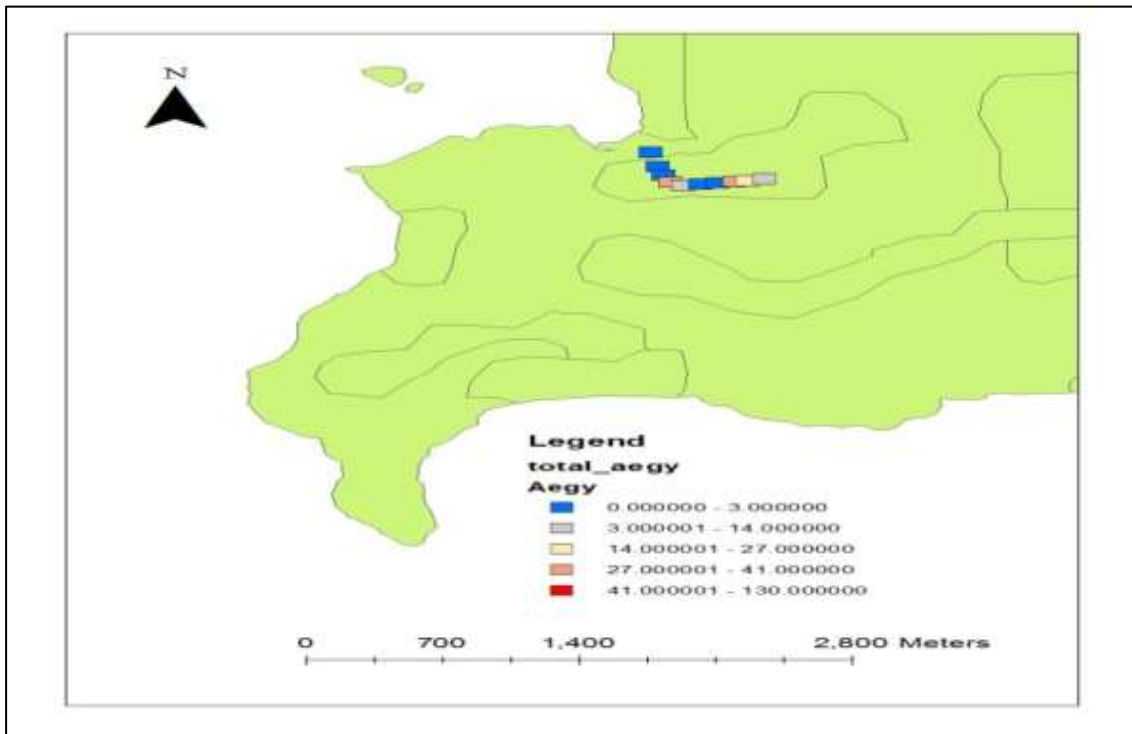 N
Legend
total_aegy
Aegy
0.000000 - 3.000000
3.000001 - 14.000000
14.000001 - 27.000000
27.000001 - 41.000000
41.000001 - 130.000000
0 700 1,400 2,800 Meters